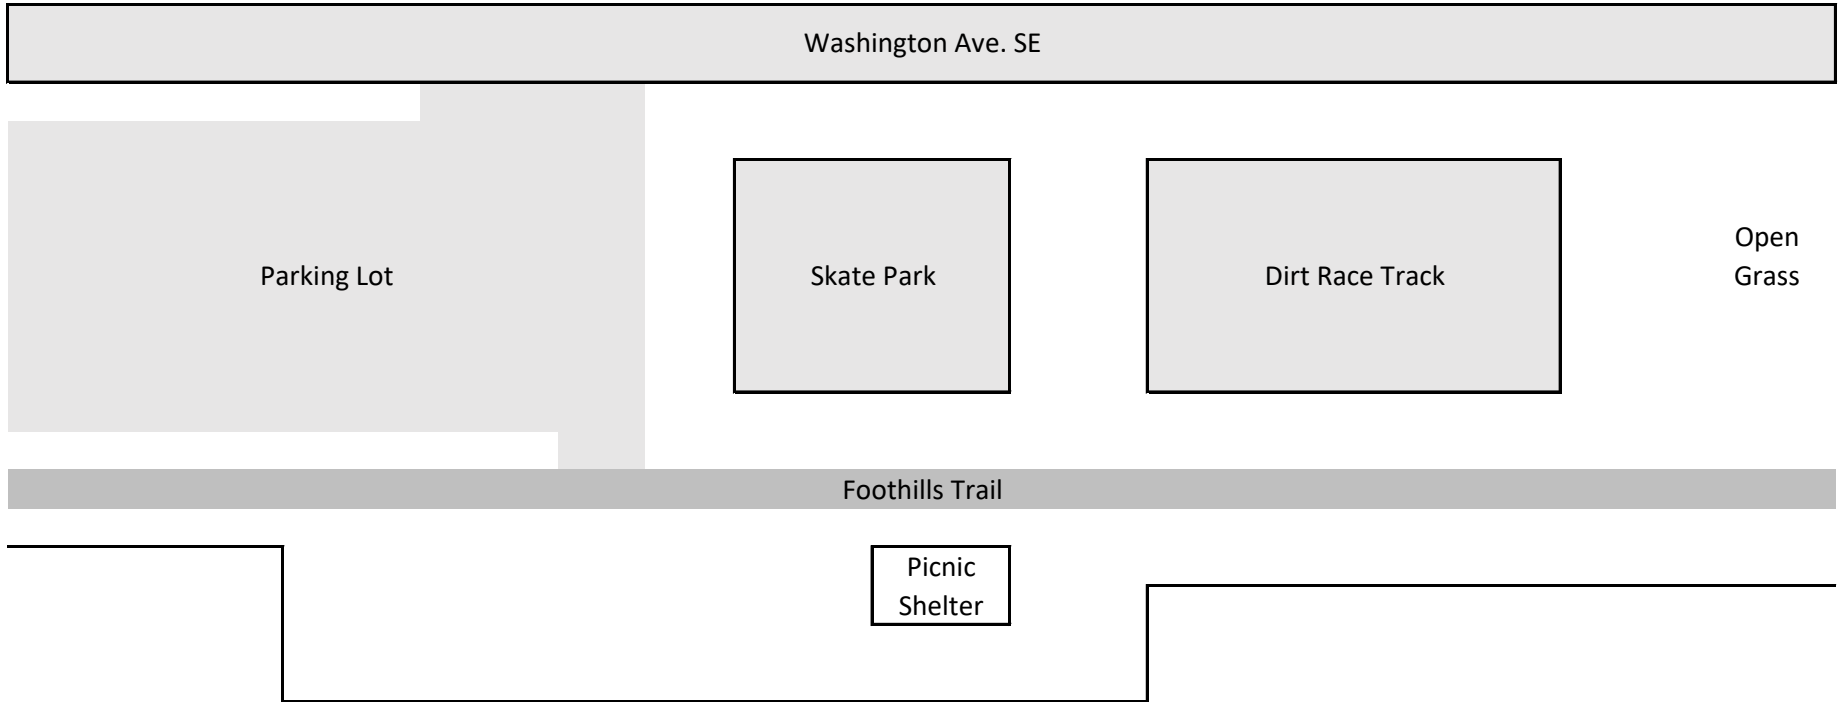 Washington Ave. SE
Parking Lot
Skate Park
Dirt Race Track
Open
Grass
Foothills Trail
Picnic
Shelter